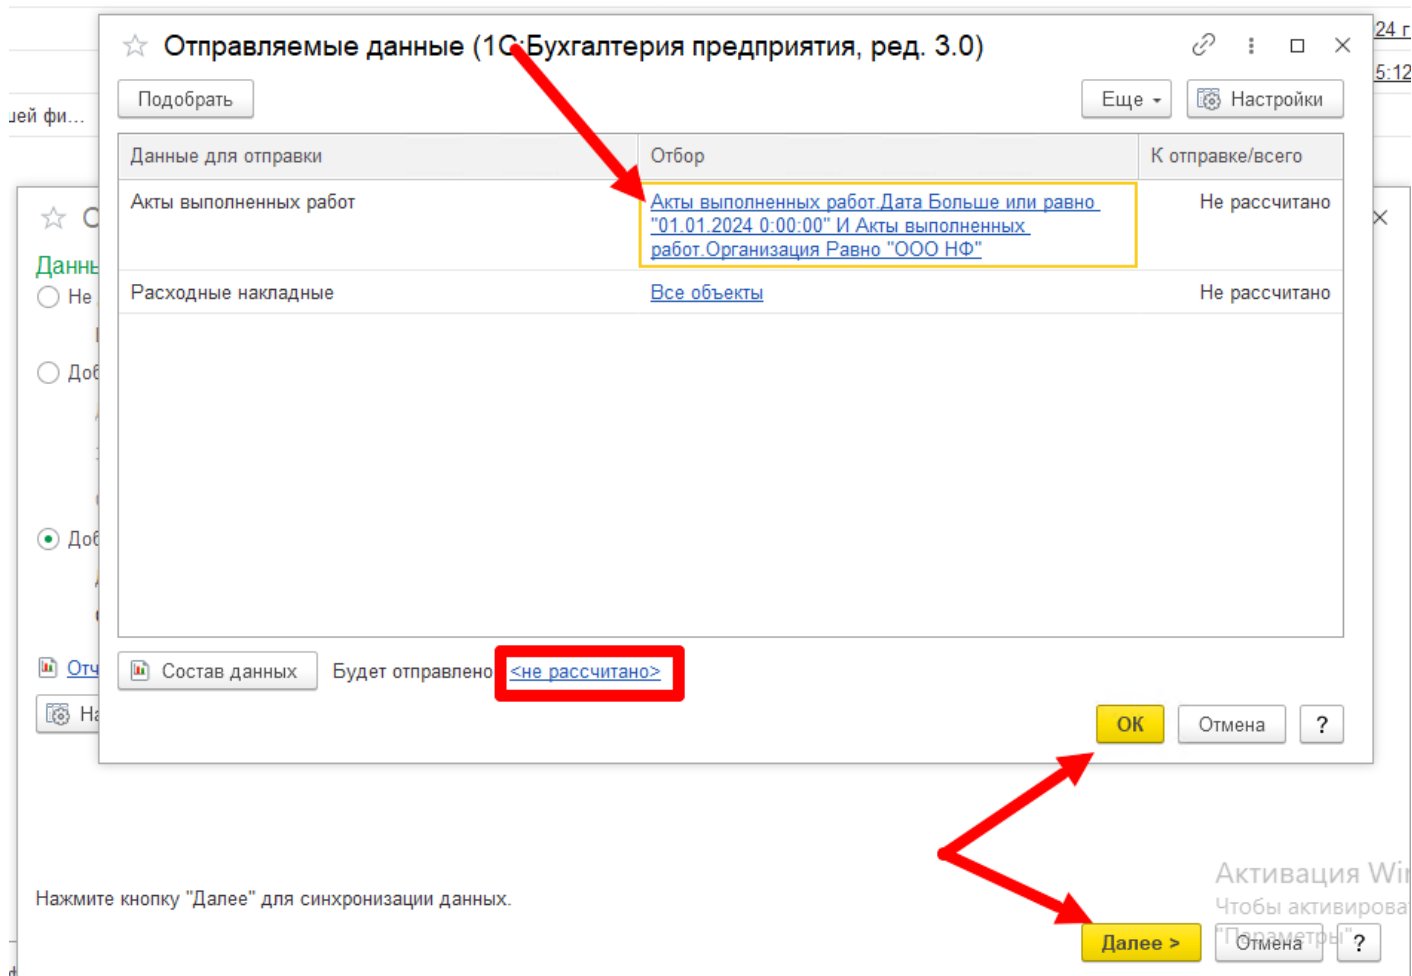 24 г
Отправляемые данные (1С:Бухгалтерия предприятия, ред. 3.0)
5:12
Подобрать
Еще
Настройки
шей фи...
Данные для отправки
Отбор
К отправке/всего
Акты выполненных работ
Акты выполненных работ.Дата Больше или равно
"01.01.2024 0:00:00" И Акты выполненных
работ.Организация Равно "ООО НФ"
Не рассчитано
Расходные накладные
Все объекты
Не рассчитано
О
Данны
Не
Доб
Доб
Отч
Состав данных
Будет отправлено
<не рассчитано>
На
ОК
Отмена
?
Активация Win
Чтобы активирова
"Параметры".
Нажмите кнопку "Далее" для синхронизации данных.
Далее >
Отмена
?